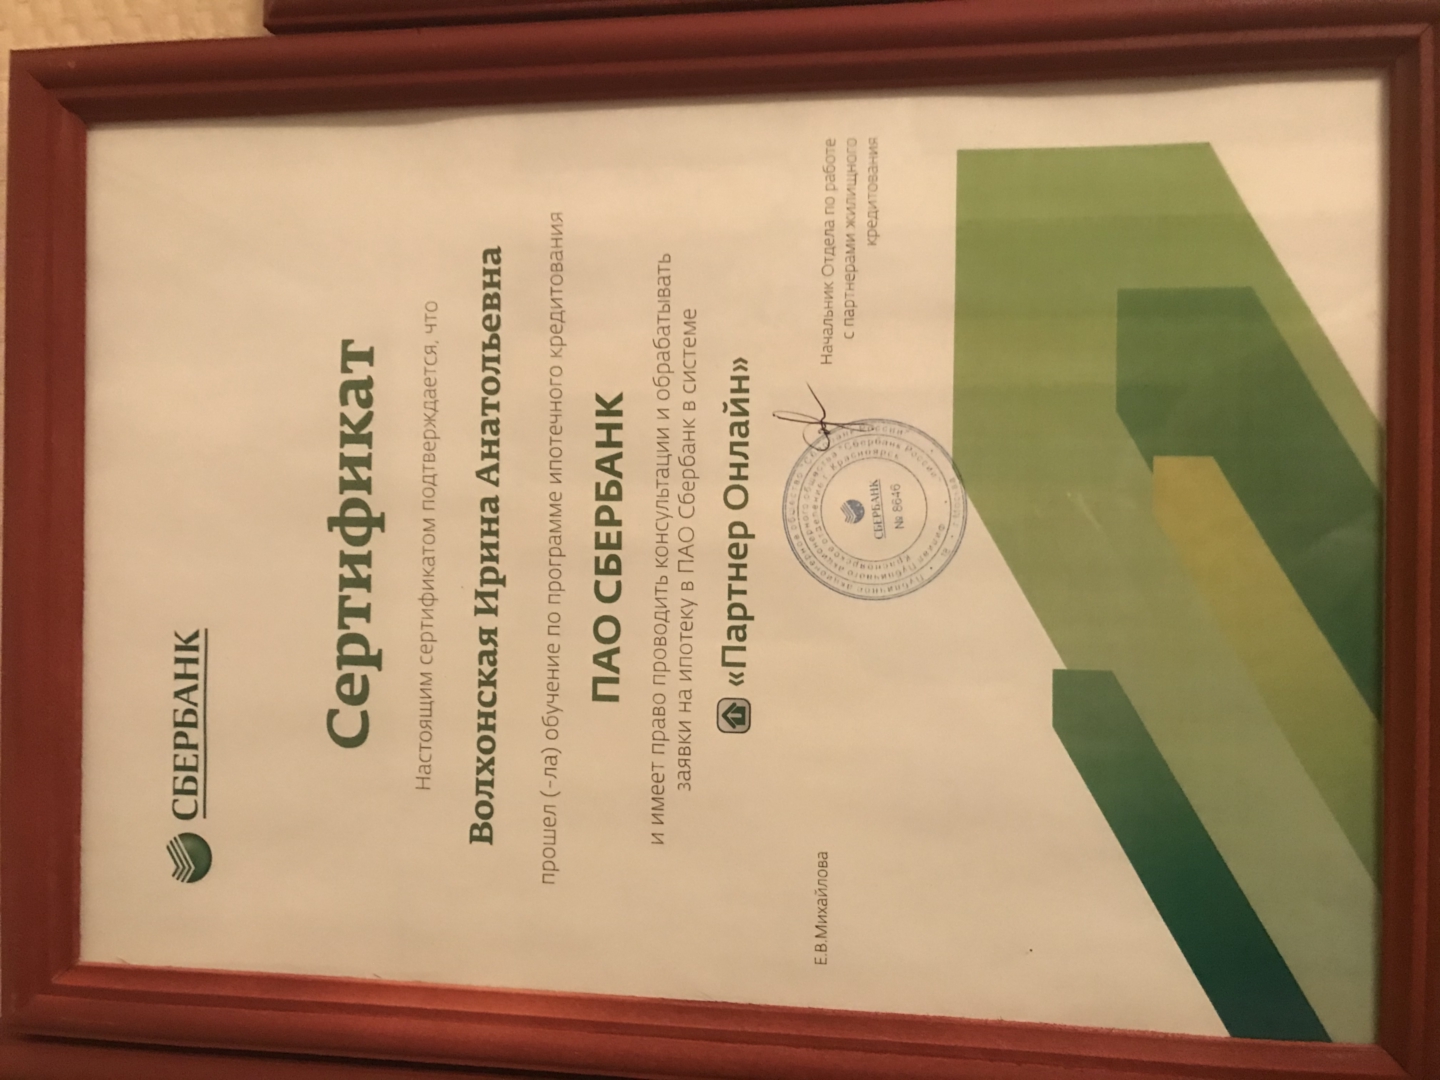 СБЕРБАНК
Сертификат
Настоящим сертификатом подтверждается, что
Волхонская Ирина Анатольевна
прошел ( -ла) обучение по программе ипотечного кредитования
ПАО СБЕРБАНК
и имеет право проводить консультации и обрабатывать
заявки на ипотеку в ПАО Сбербанк в системе
«Партнер Онлайн»
Е.В.Михайлова
Начальник Отдела по работе
с партнерами жилищного
кредитования
СБЕРБАНК
№ 8646